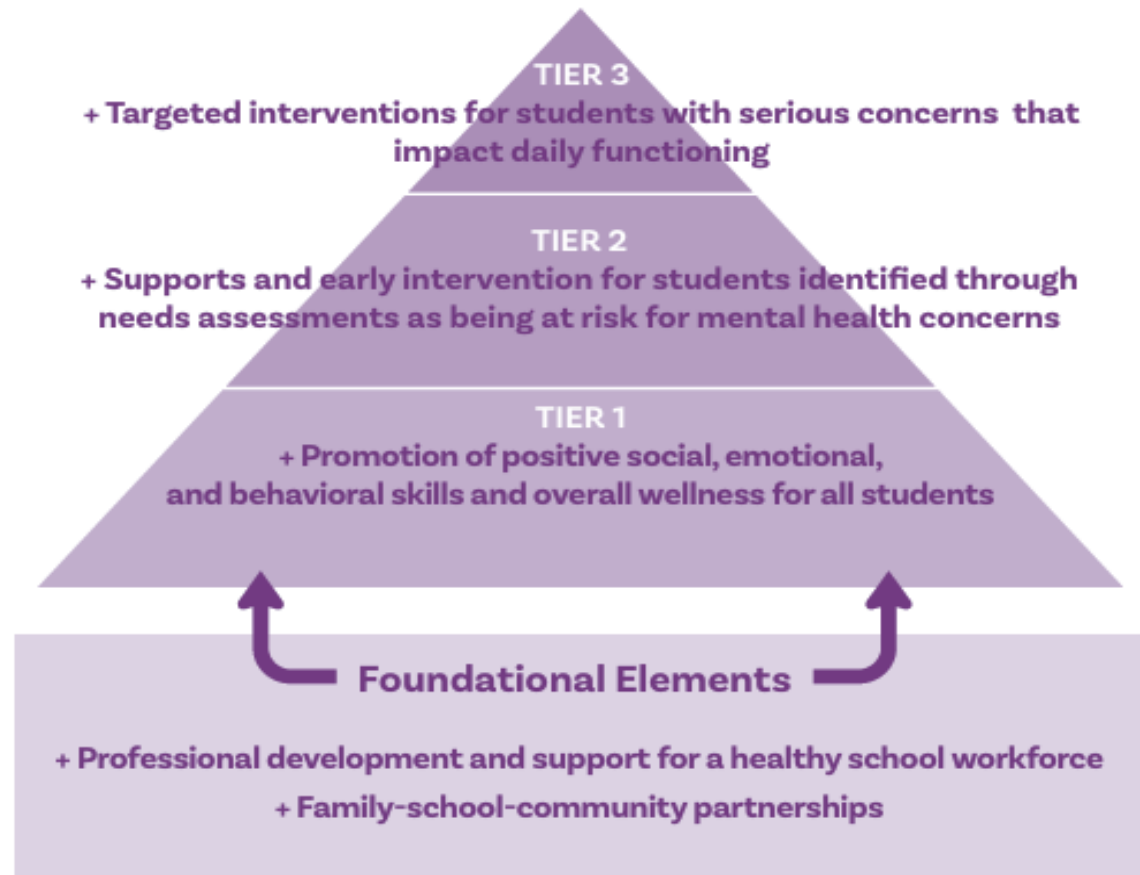 TIER 3
+ Targeted interventions for students with serious concerns that
impact daily functioning
TIER 2
+ Supports and early intervention for students identified through
needs assessments as being at risk for mental health concerns
TIER 1
+ Promotion of positive social, emotional,
and behavioral skills and overall wellness for all students
Foundational Elements
+ Professional development and support for a healthy school workforce
+ Family-school-community partnerships